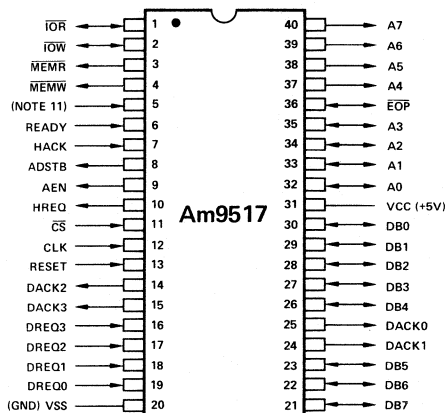 IOR 1 40 A7
IOW 2 39 A6
MEMR 3 38 A5
MEMW 4 37 A4
(NOTE 11) 5 36 EOP
READY 6 35 A3
HACK 7 34 A2
ADSTB 8 33 A1
AEN 9 32 A0
HREQ 10 31 VCC (+5V)
Am9517
CS 11 30 DB0
CLK 12 29 DB1
RESET 13 28 DB2
DACK2 14 27 DB3
DACK3 15 26 DB4
DREQ3 16 25 DACK0
DREQ2 17 24 DACK1
DREQ1 18 23 DB5
DREQ0 19 22 DB6
(GND) VSS 20 21 DB7